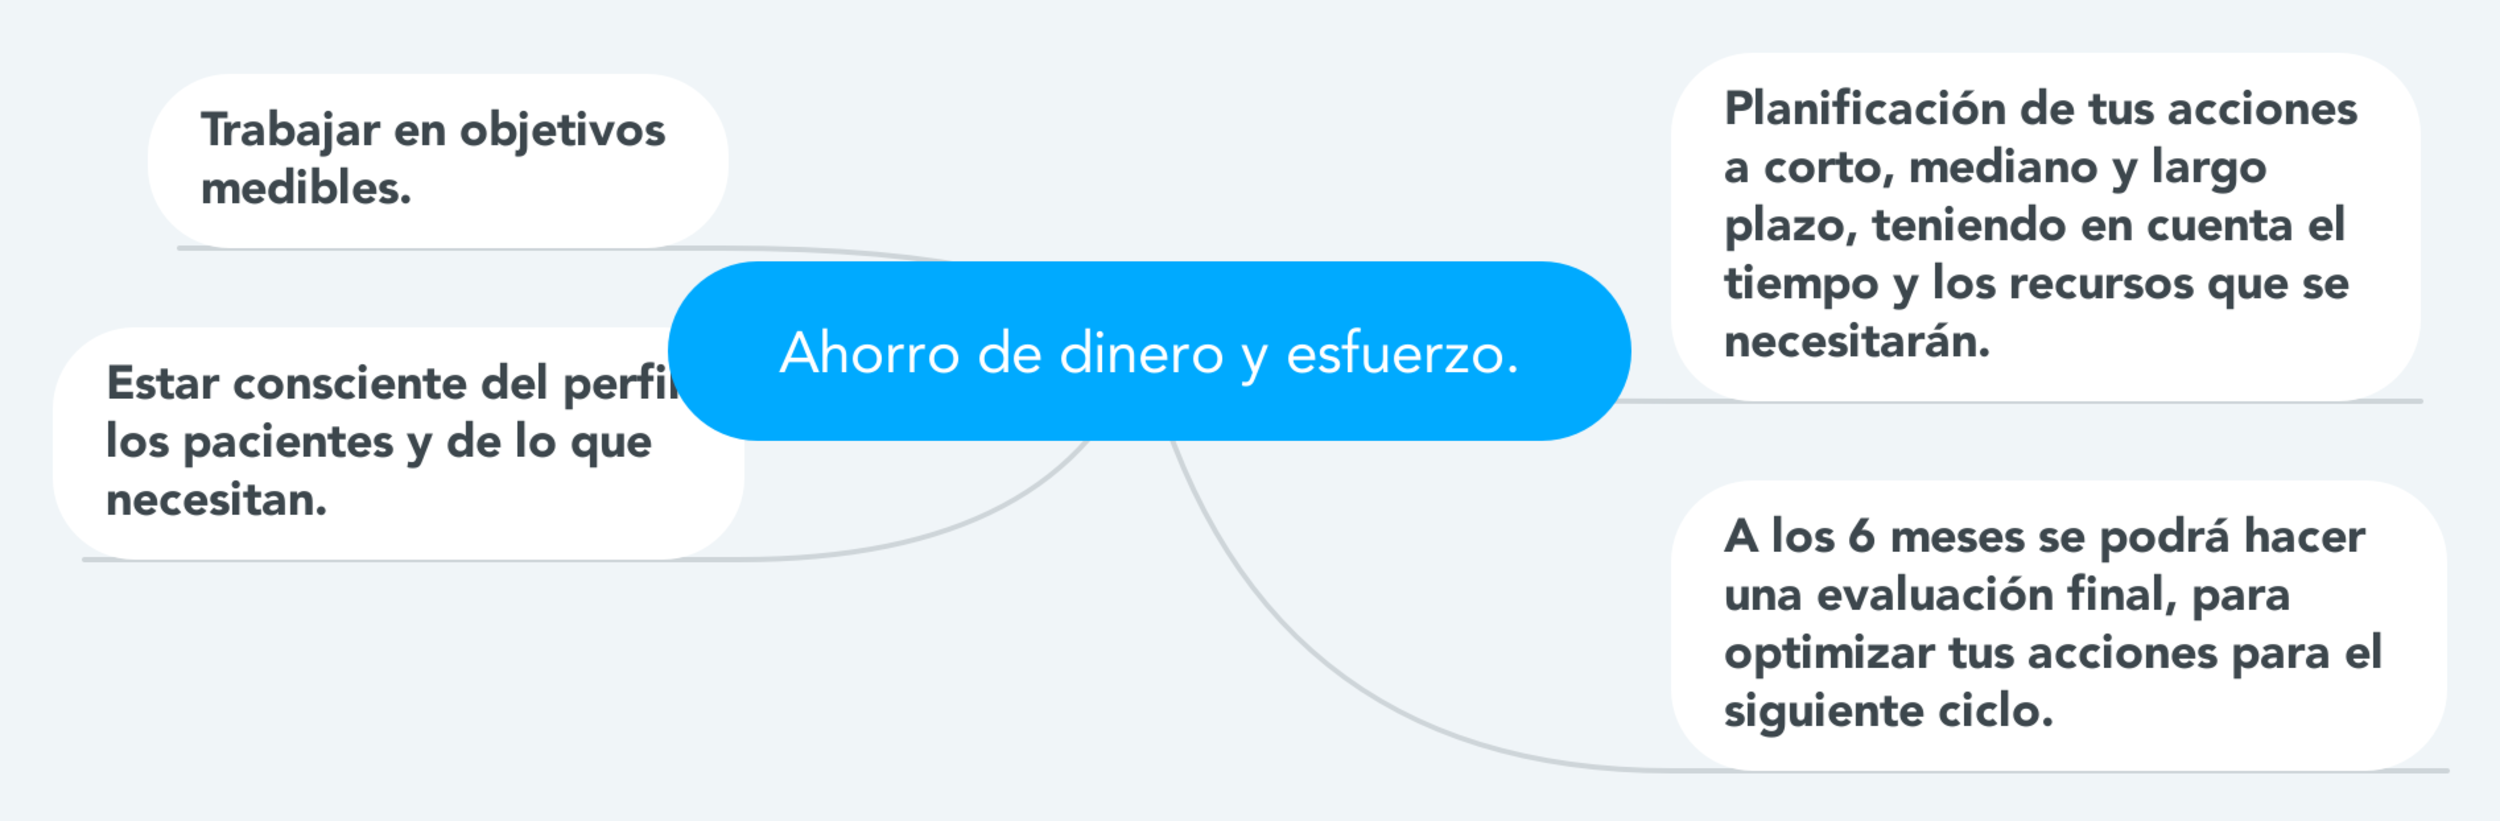 Trabajar en objetivos
medibles.
Estar consciente del perfil
los pacientes y de lo que
necesitan.
Ahorro de dinero y esfuerzo.
Planificación de tus acciones
a corto, mediano y largo
plazo, teniendo en cuenta el
tiempo y los recursos que se
necesitarán.
A los 6 meses se podrá hacer
una evaluación final, para
optimizar tus acciones para el
siguiente ciclo.